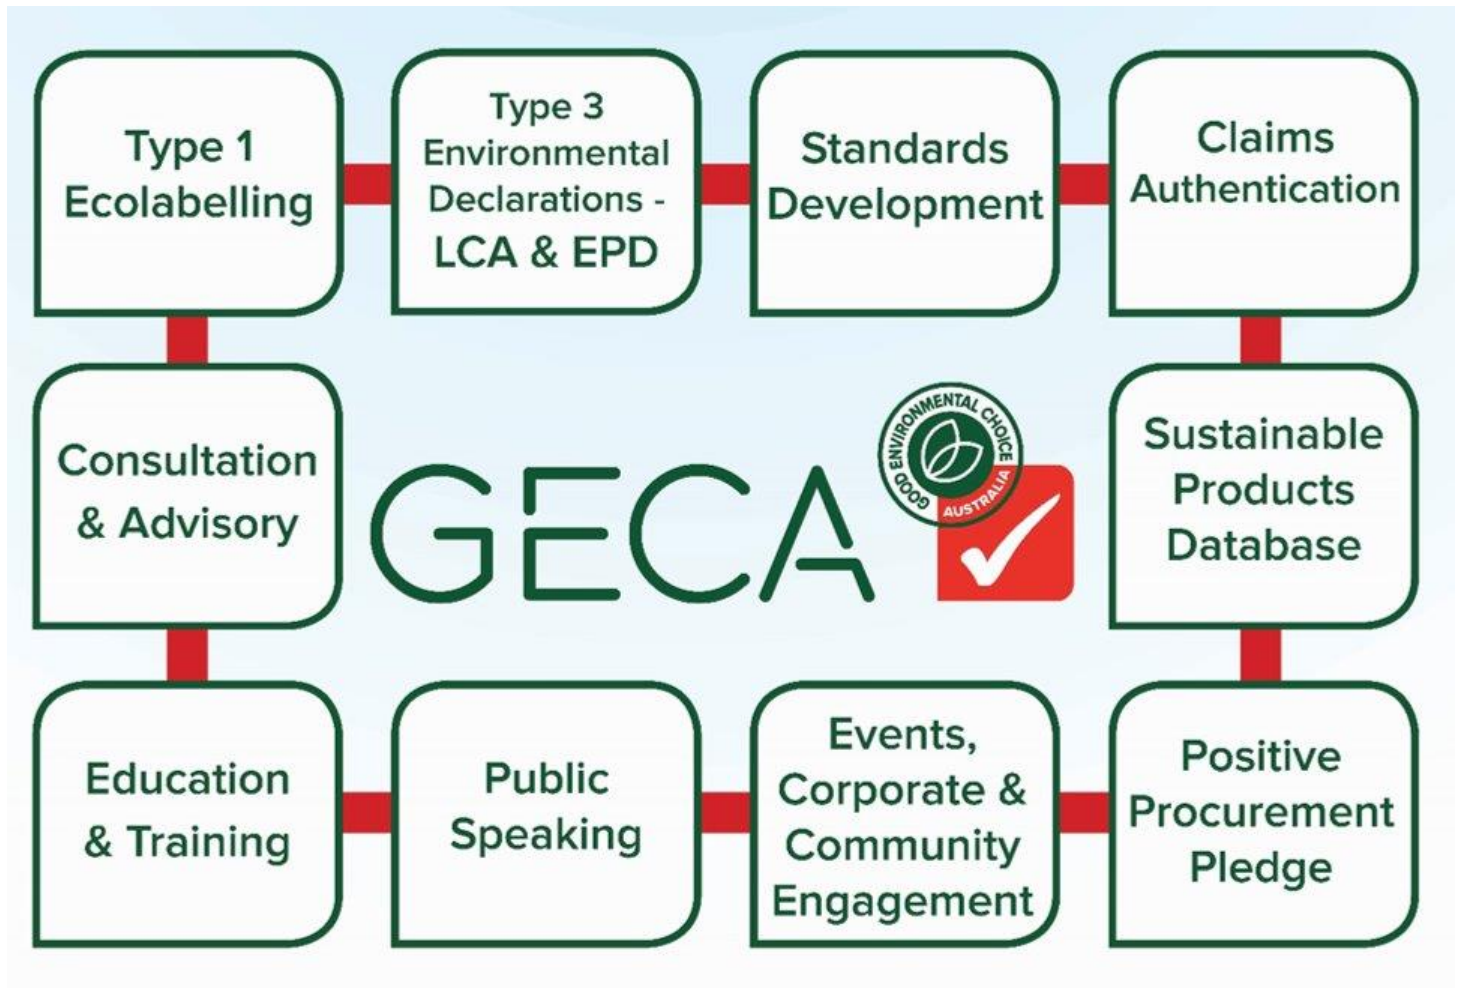 Type 1
Ecolabelling
Type 3
Environmental
Declarations -
LCA & EPD
Standards
Development
Claims
Authentication
Consultation
& Advisory
GECA
GOOD ENVIRONMENTAL CHOICE
AUSTRALIA
Sustainable
Products
Database
Education
& Training
Public
Speaking
Events,
Corporate &
Community
Engagement
Positive
Procurement
Pledge